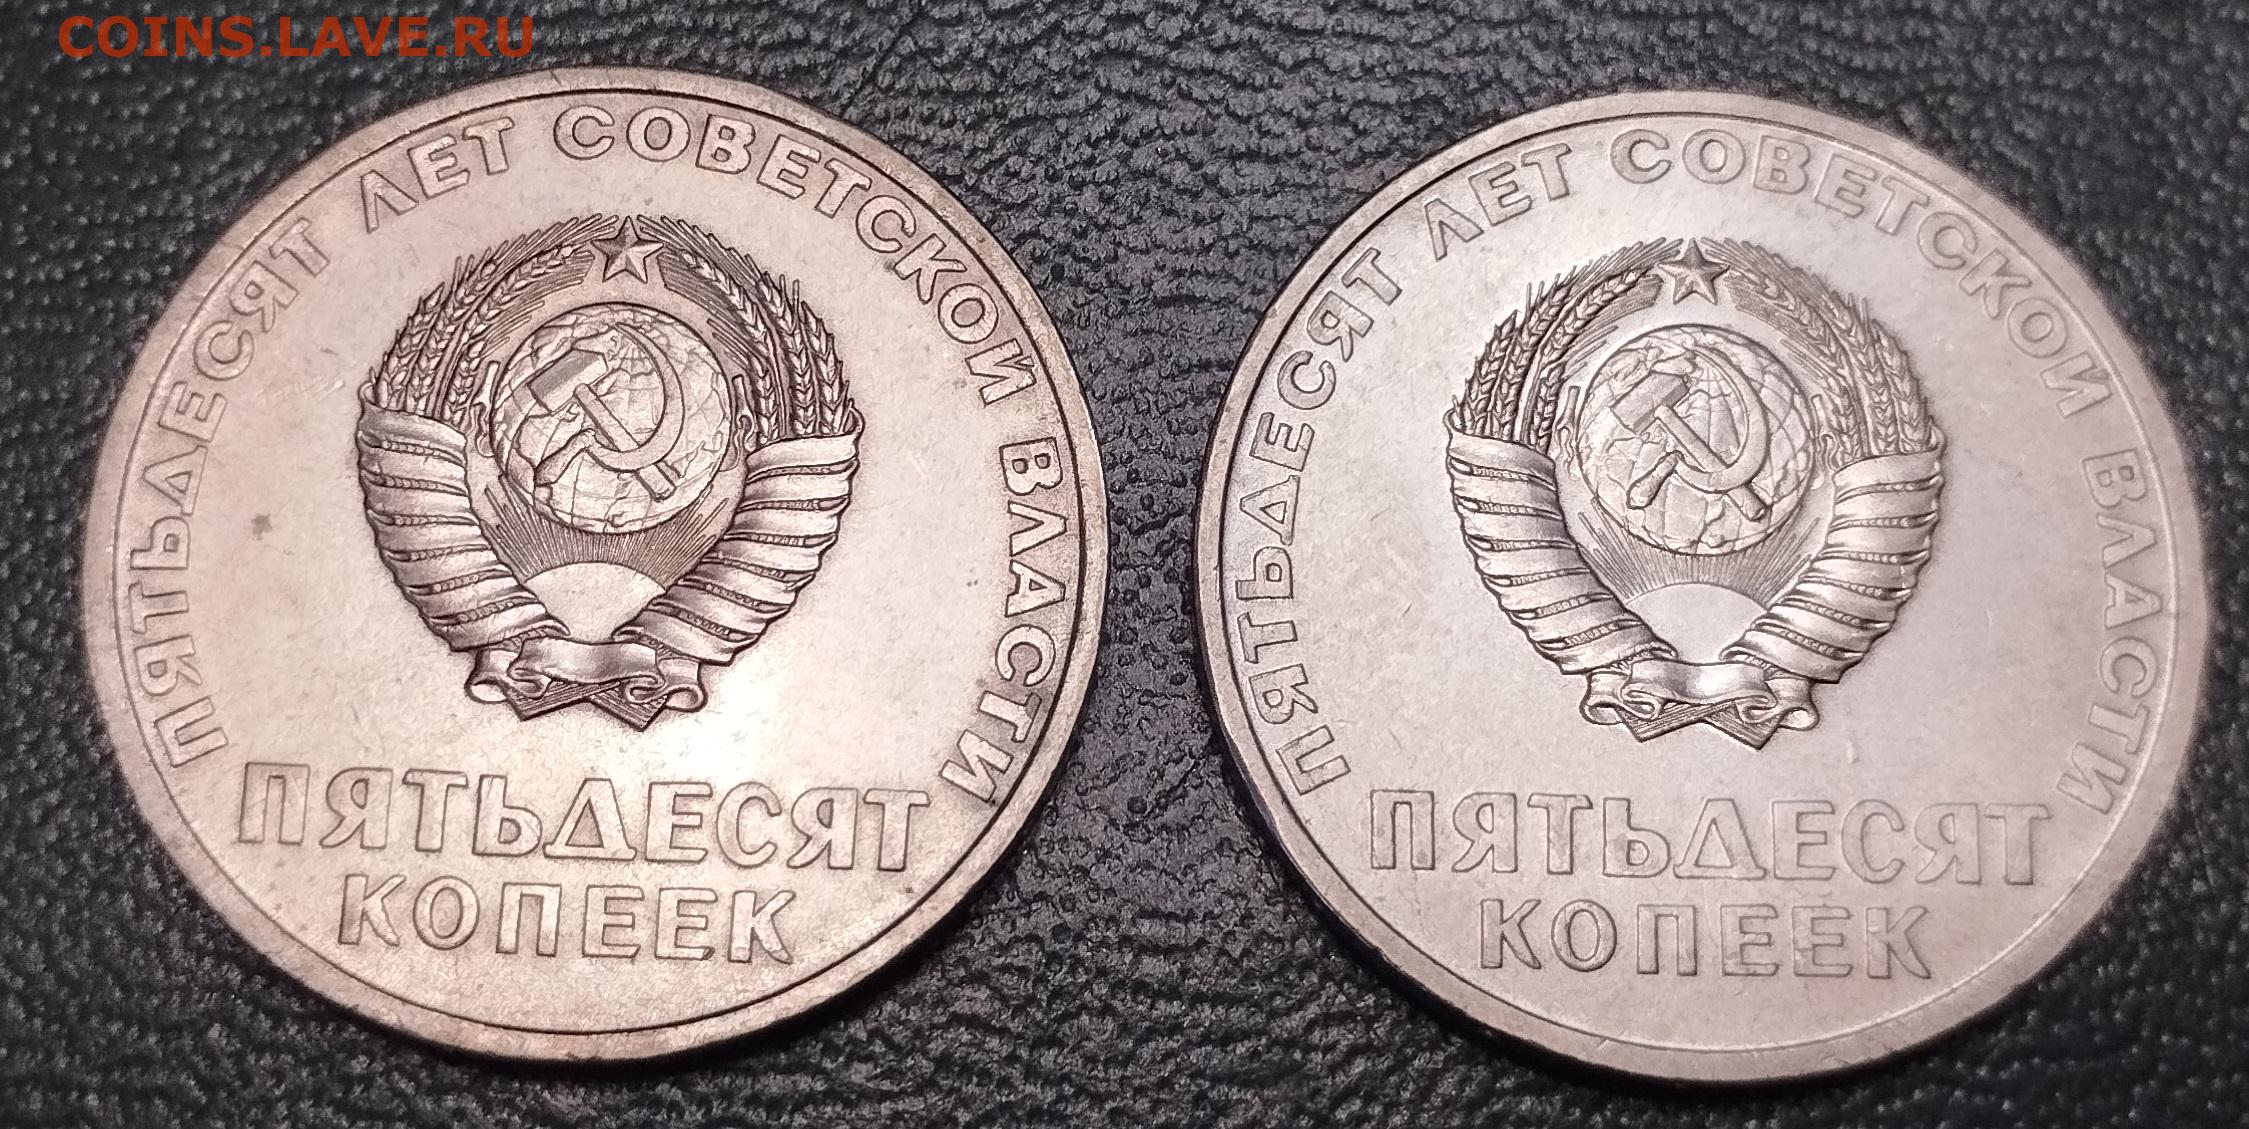 COINS.LAVE.RU
ПЯТЬДЕСЯТ ЛЕТ СОВЕТСКОЙ ВЛАСТИ
ПЯТЬДЕСЯТ
КОПЕЕК
ПЯТЬДЕСЯТ ЛЕТ СОВЕТСКОЙ ВЛАСТИ
ПЯТЬДЕСЯТ
КОПЕЕК